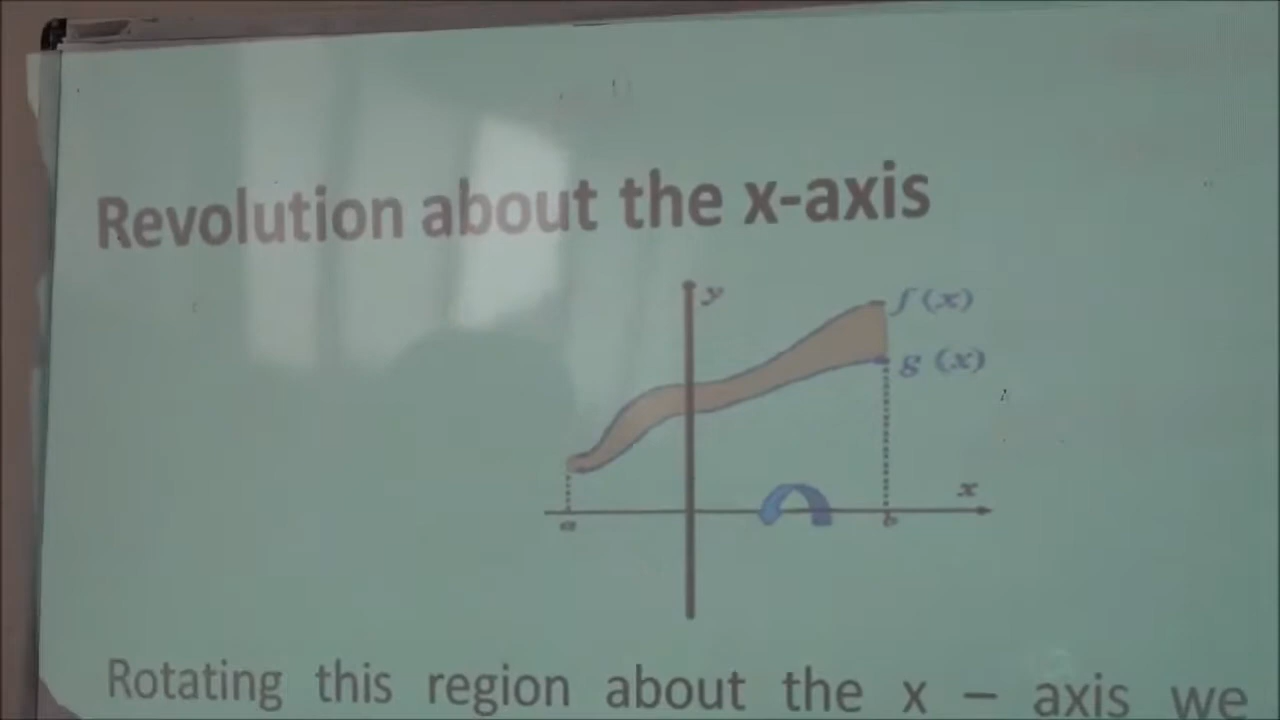 Revolution about the x-axis
y
f(x)
g (x)
x
a
b
Rotating this region about the x – axis we